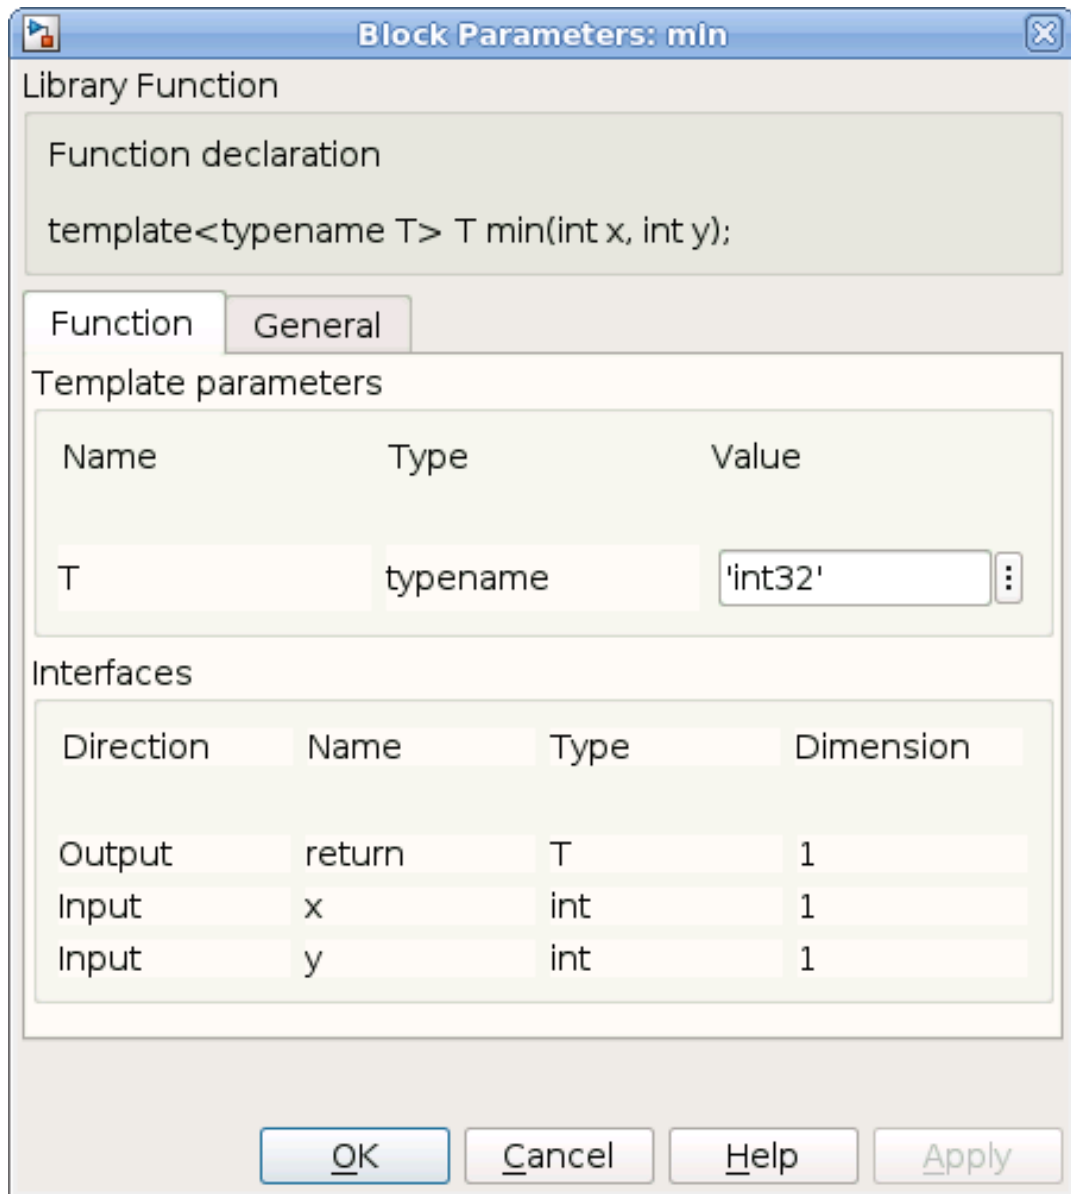 Block Parameters: min
Library Function
Function declaration
template<typename T> T min(int x, int y);
Function General
Template parameters
Name Type Value
T typename 'int32'
Interfaces
Direction Name Type Dimension
Output return T 1
Input x int 1
Input y int 1
OK Cancel Help Apply